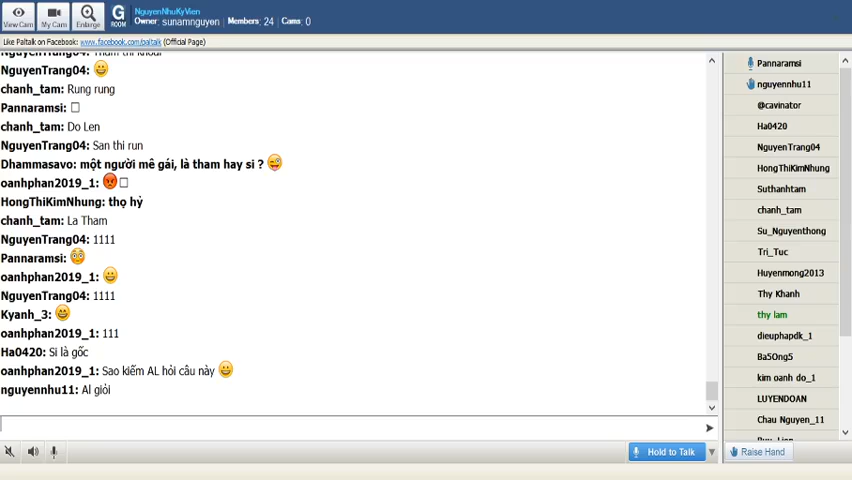 View Cam
My Cam
Enlarge
G
ROOM
NguyenNhuKyVien
Owner: sunamnguyen Members: 24 Cams: 0
Like Paltalk on Facebook: www.facebook.com/paltalk (Official Page)
NguyenTrang04:
NguyenTrang04:
chanh_tam: Rung rung
Pannaramsi:
chanh_tam: Do Len
NguyenTrang04: San thi run
Dhammasavo: một người mê gái, là tham hay si ?
oanhphan2019_1:
HongThiKimNhung: thọ hỷ
chanh_tam: La Tham
NguyenTrang04: 1111
Pannaramsi:
oanhphan2019_1:
NguyenTrang04: 1111
Kyanh_3:
oanhphan2019_1: 111
Ha0420: Si là gốc
oanhphan2019_1: Sao kiếm AL hỏi câu này
nguyennhu11: Al giỏi
Hold to Talk
Pannaramsi
nguyennhu11
@cavinator
Ha0420
NguyenTrang04
HongThiKimNhung
Suthanhtam
chanh_tam
Su_Nguyenthong
Tri_Tuc
Huyenmong2013
Thy Khanh
thy lam
dieuphapdk_1
Ba5Ong5
kim oanh do_1
LUYENDOAN
Chau Nguyen_11
Raise Hand